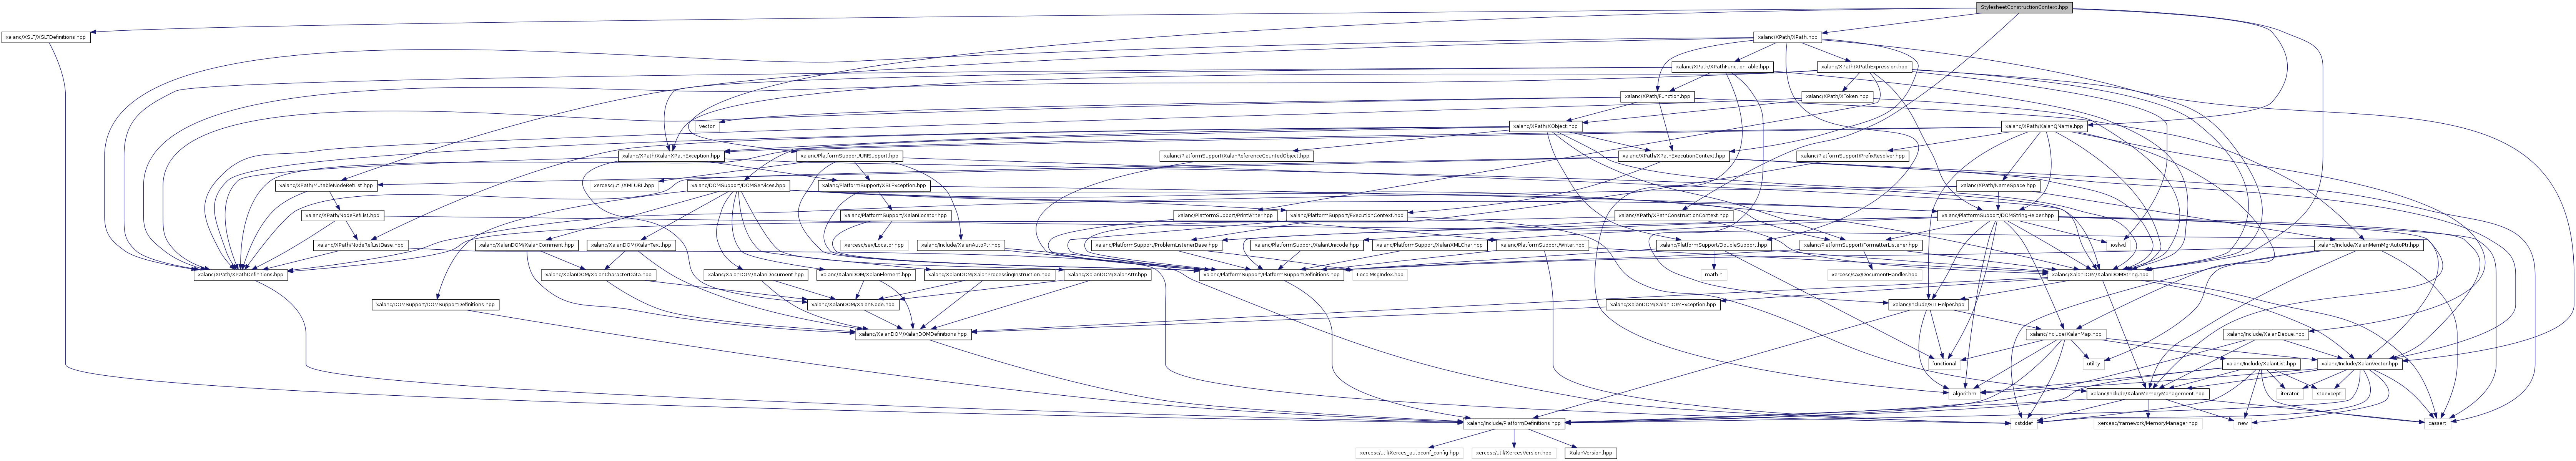 StylesheetConstructionContext.hpp
xalanc/XSLT/XSLTDefinitions.hpp
xalanc/XPath/XPath.hpp
xalanc/XPath/XPathFunctionTable.hpp
xalanc/XPath/XPathExpression.hpp
xalanc/XPath/Function.hpp
xalanc/XPath/XToken.hpp
vector
xalanc/XPath/XObject.hpp
xalanc/XPath/XalanQName.hpp
xalanc/XPath/XalanXPathException.hpp
xalanc/PlatformSupport/URISupport.hpp
xalanc/PlatformSupport/XalanReferenceCountedObject.hpp
xalanc/XPath/XPathExecutionContext.hpp
xalanc/PlatformSupport/PrefixResolver.hpp
xalanc/XPath/MutableNodeRefList.hpp
xercesc/util/XMLURL.hpp
xalanc/DOMSupport/DOMServices.hpp
xalanc/PlatformSupport/XSLException.hpp
xalanc/XPath/NameSpace.hpp
xalanc/XPath/NodeRefList.hpp
xalanc/PlatformSupport/XalanLocator.hpp
xalanc/PlatformSupport/PrintWriter.hpp
xalanc/PlatformSupport/ExecutionContext.hpp
xalanc/XPath/XPathConstructionContext.hpp
xalanc/PlatformSupport/DOMStringHelper.hpp
xalanc/XPath/NodeRefListBase.hpp
xalanc/XalanDOM/XalanComment.hpp
xalanc/XalanDOM/XalanText.hpp
xercesc/sax/Locator.hpp
xalanc/Include/XalanAutoPtr.hpp
xalanc/PlatformSupport/ProblemListenerBase.hpp
xalanc/PlatformSupport/XalanUnicode.hpp
xalanc/PlatformSupport/XalanXMLChar.hpp
xalanc/PlatformSupport/Writer.hpp
xalanc/PlatformSupport/DoubleSupport.hpp
xalanc/PlatformSupport/FormatterListener.hpp
iosfwd
xalanc/Include/XalanMemMgrAutoPtr.hpp
xalanc/XPath/XPathDefinitions.hpp
xalanc/XalanDOM/XalanCharacterData.hpp
xalanc/XalanDOM/XalanDocument.hpp
xalanc/XalanDOM/XalanElement.hpp
xalanc/XalanDOM/XalanProcessingInstruction.hpp
xalanc/XalanDOM/XalanAttr.hpp
xalanc/PlatformSupport/PlatformSupportDefinitions.hpp
LocalMsgIndex.hpp
math.h
xercesc/sax/DocumentHandler.hpp
xalanc/XalanDOM/XalanDOMString.hpp
xalanc/DOMSupport/DOMSupportDefinitions.hpp
xalanc/XalanDOM/XalanNode.hpp
xalanc/XalanDOM/XalanDOMException.hpp
xalanc/Include/STLHelper.hpp
xalanc/XalanDOM/XalanDOMDefinitions.hpp
xalanc/Include/XalanMap.hpp
xalanc/Include/XalanDeque.hpp
functional
utility
xalanc/Include/XalanList.hpp
xalanc/Include/XalanVector.hpp
algorithm
xalanc/Include/XalanMemoryManagement.hpp
iterator
stdexcept
xalanc/Include/PlatformDefinitions.hpp
cstddef
xercesc/framework/MemoryManager.hpp
new
cassert
xercesc/util/Xerces_autoconf_config.hpp
xercesc/util/XercesVersion.hpp
XalanVersion.hpp